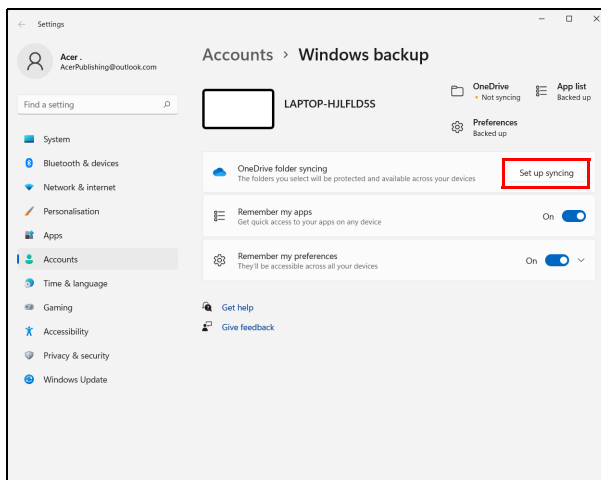 Settings
Acer .
AcerPublishing@outlook.com
Find a setting
System
Bluetooth & devices
Network & internet
Personalisation
Apps
Accounts
Time & language
Gaming
Accessibility
Privacy & security
Windows Update
Accounts > Windows backup
LAPTOP-HJLFLD5S
OneDrive
• Not syncing
App list
Backed up
Preferences
Backed up
OneDrive folder syncing
The folders you select will be protected and available across your devices
Set up syncing
Remember my apps
Get quick access to your apps on any device
On
Remember my preferences
They'll be accessible across all your devices
On
Get help
Give feedback